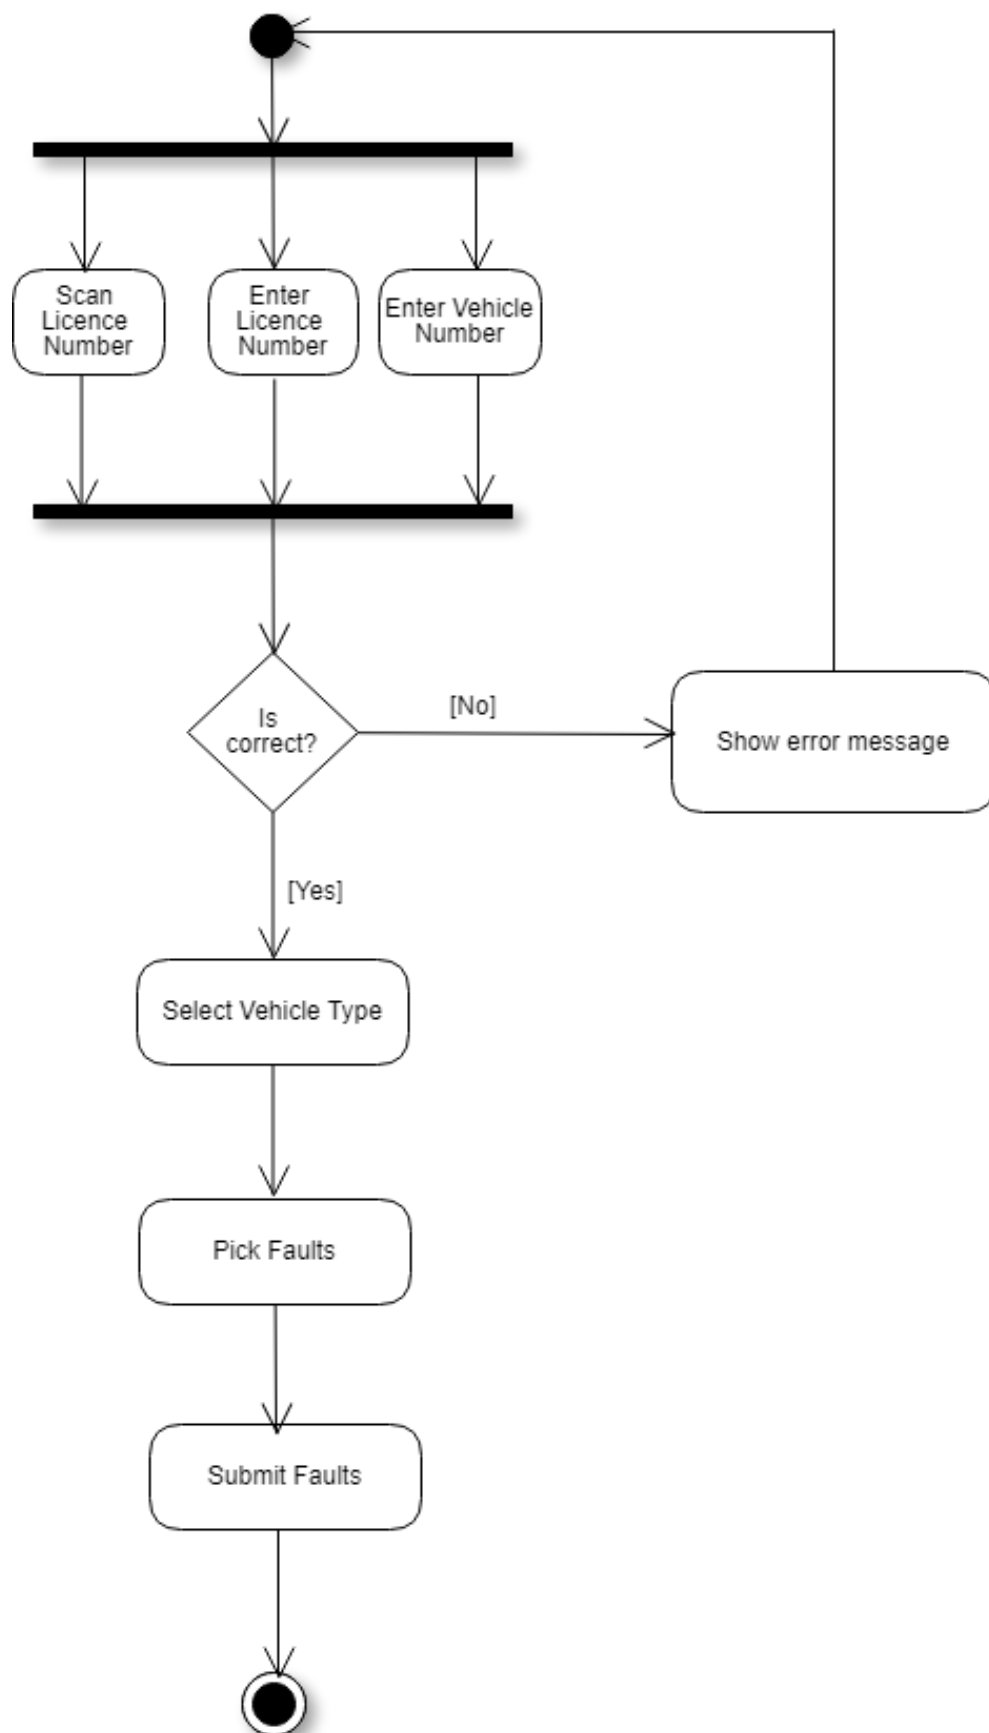 Scan
Licence
Number
Enter
Licence
Number
Enter Vehicle
Number
Is
correct?
[No]
Show error message
[Yes]
Select Vehicle Type
Pick Faults
Submit Faults